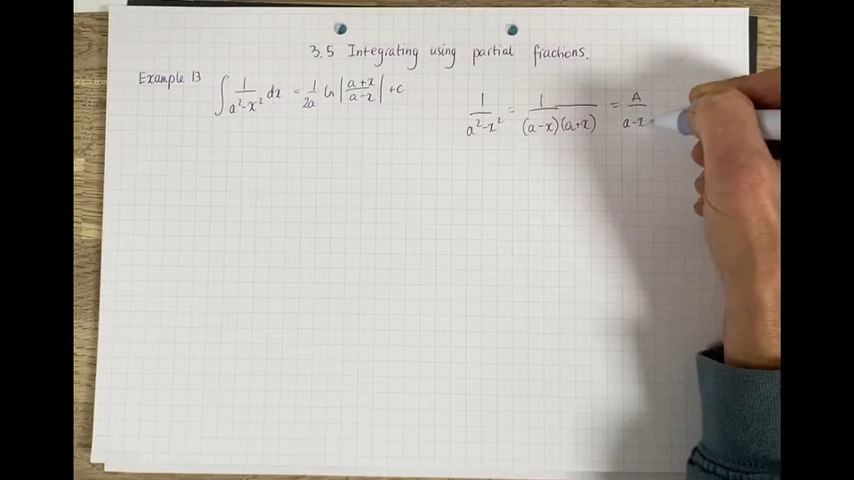 3.5 Integrating using partial fractions.
Example 13 ∫ 1/(a²-x²) dx = 1/2a ln |(a+x)/(a-x)| + c
1/(a²-x²) = 1/((a-x)(a+x)) = A/(a-x)